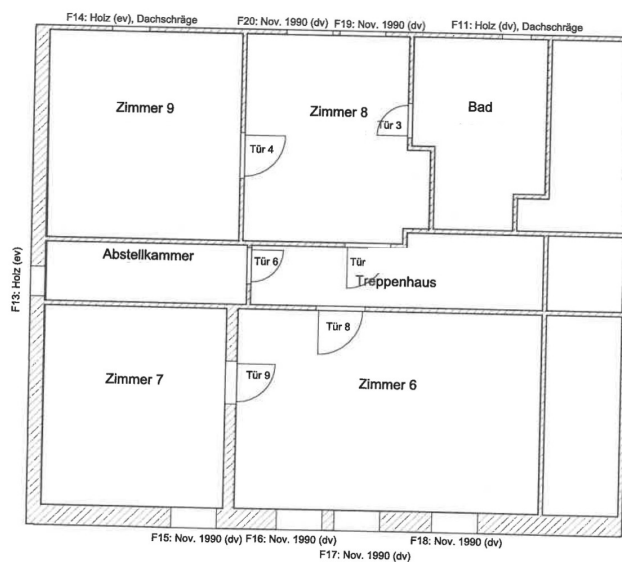 F14: Holz (ev), Dachschräge
F20: Nov. 1990 (dv)
F19: Nov. 1990 (dv)
F11: Holz (dv), Dachschräge
Zimmer 9
Zimmer 8
Tür 3
Bad
Tür 4
Abstellkammer
Tür 6
Tür
Treppenhaus
F13: Holz (ev)
Tür 8
Zimmer 7
Tür 9
Zimmer 6
F15: Nov. 1990 (dv)
F16: Nov. 1990 (dv)
F18: Nov. 1990 (dv)
F17: Nov. 1990 (dv)